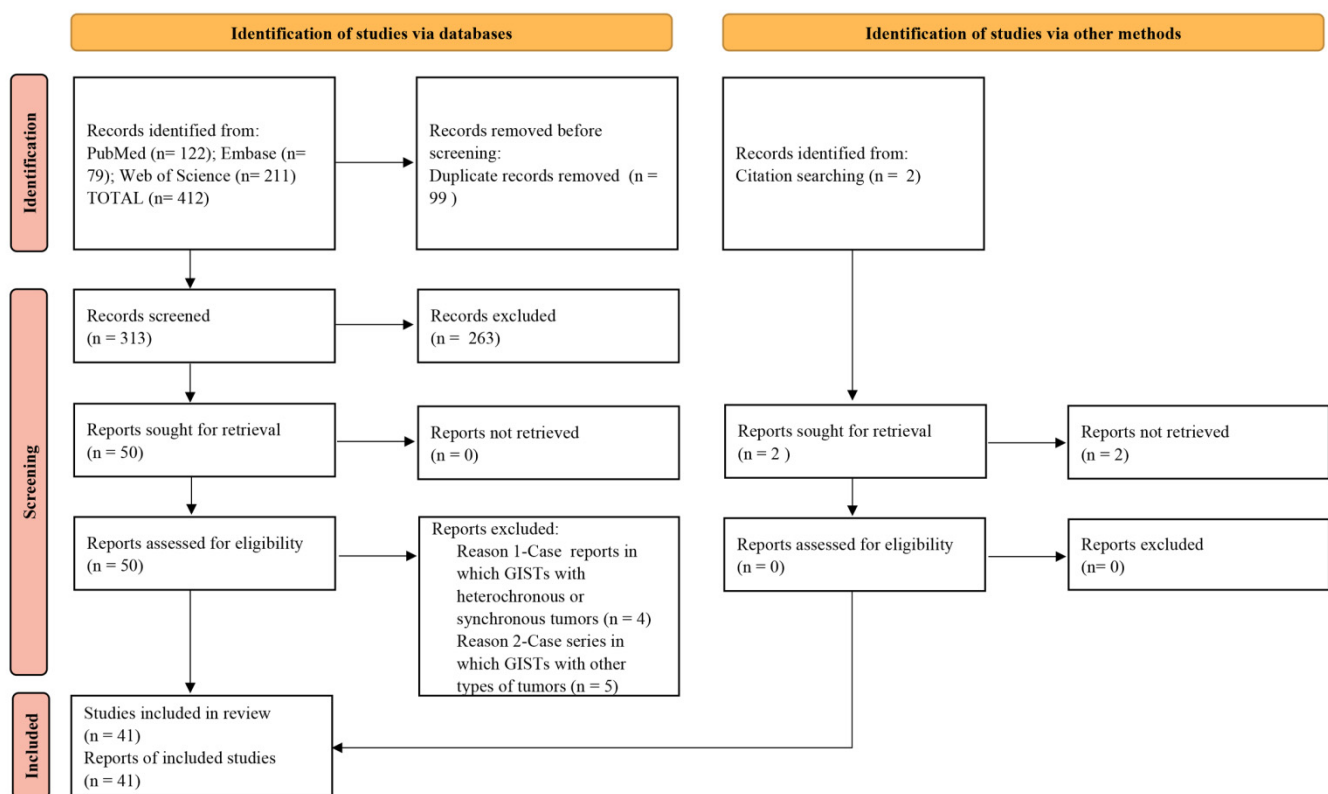 Identification of studies via databases
Identification of studies via other methods
Identification
Records identified from:
PubMed (n= 122); Embase (n=
79); Web of Science (n= 211)
TOTAL (n= 412)
Records removed before
screening:
Duplicate records removed (n =
99 )
Records identified from:
Citation searching (n = 2)
Screening
Records screened
(n = 313)
Records excluded
(n = 263)
Reports sought for retrieval
(n = 50)
Reports not retrieved
(n = 0)
Reports sought for retrieval
(n = 2 )
Reports not retrieved
(n = 2)
Reports assessed for eligibility
(n = 50)
Reports excluded:
Reason 1-Case reports in
which GISTs with
heterochronous or
synchronous tumors (n = 4)
Reason 2-Case series in
which GISTs with other
types of tumors (n = 5)
Reports assessed for eligibility
(n = 0)
Reports excluded
(n= 0)
Included
Studies included in review
(n = 41)
Reports of included studies
(n = 41)